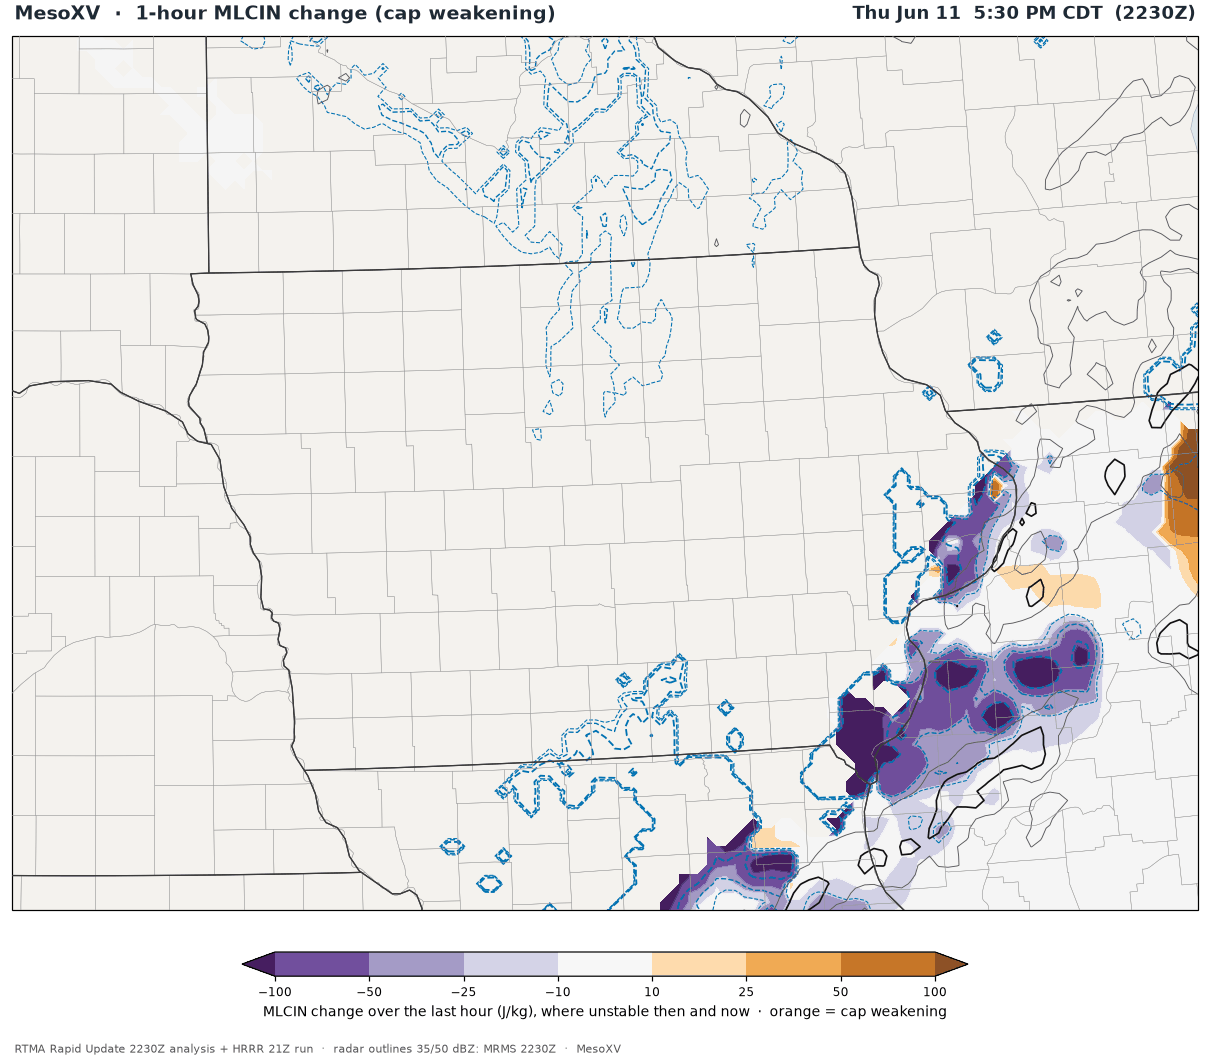 MesoXV · 1-hour MLCIN change (cap weakening)
Thu Jun 11 5:30 PM CDT (2230Z)
−100 −50 −25 −10 10 25 50 100
MLCIN change over the last hour (J/kg), where unstable then and now · orange = cap weakening
RTMA Rapid Update 2230Z analysis + HRRR 21Z run · radar outlines 35/50 dBZ: MRMS 2230Z · MesoXV